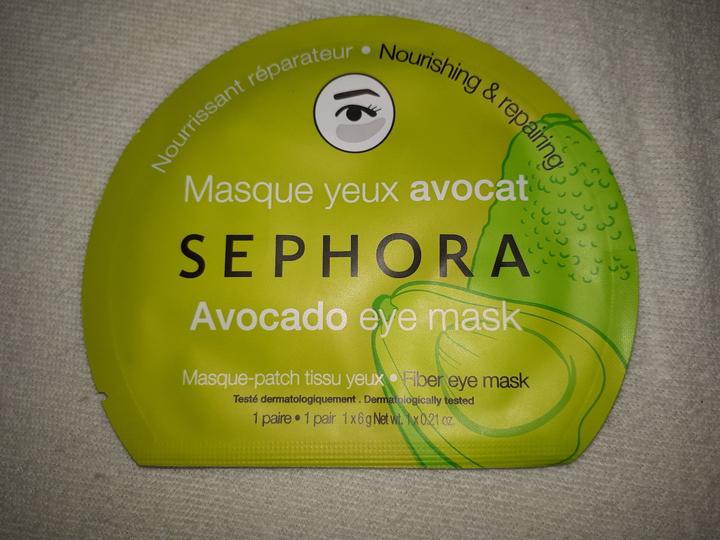 Nourrissant réparateur • Nourishing & repairing
Masque yeux avocat
SEPHORA
Avocado eye mask
Masque-patch tissu yeux • Fiber eye mask
Testé dermatologiquement . Dermatologically tested
1 paire • 1 pair 1 x 6 g Net wt. 1 x 0.21 oz.